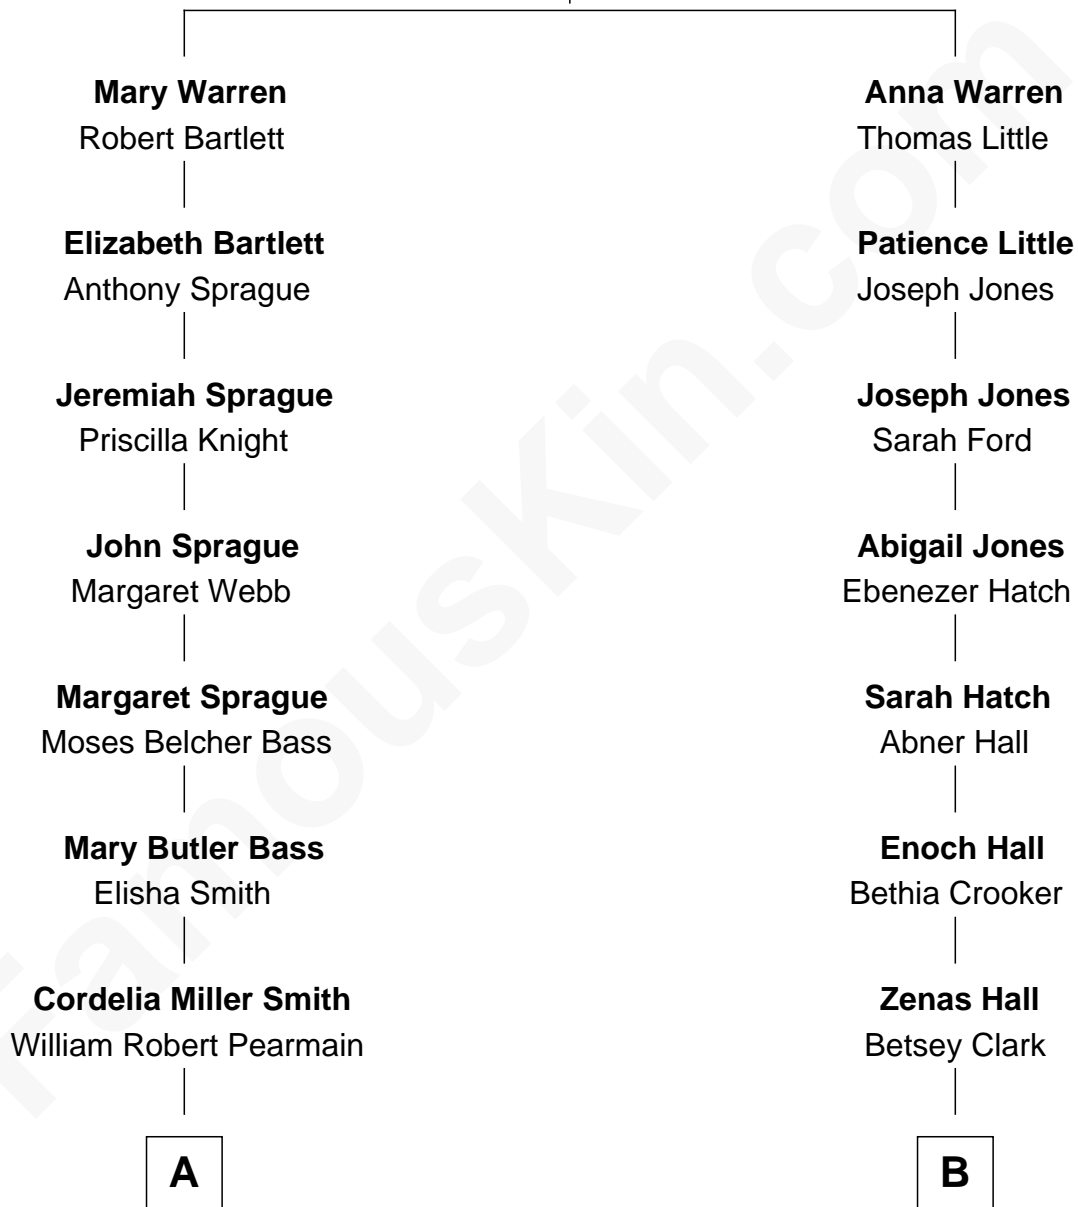 Mary Warren
Robert Bartlett
Elizabeth Bartlett
Anthony Sprague
Jeremiah Sprague
Priscilla Knight
John Sprague
Margaret Webb
Margaret Sprague
Moses Belcher Bass
Mary Butler Bass
Elisha Smith
Cordelia Miller Smith
William Robert Pearmain
A
Anna Warren
Thomas Little
Patience Little
Joseph Jones
Joseph Jones
Sarah Ford
Abigail Jones
Ebenezer Hatch
Sarah Hatch
Abner Hall
Enoch Hall
Bethia Crooker
Zenas Hall
Betsey Clark
B
FamousKin.com